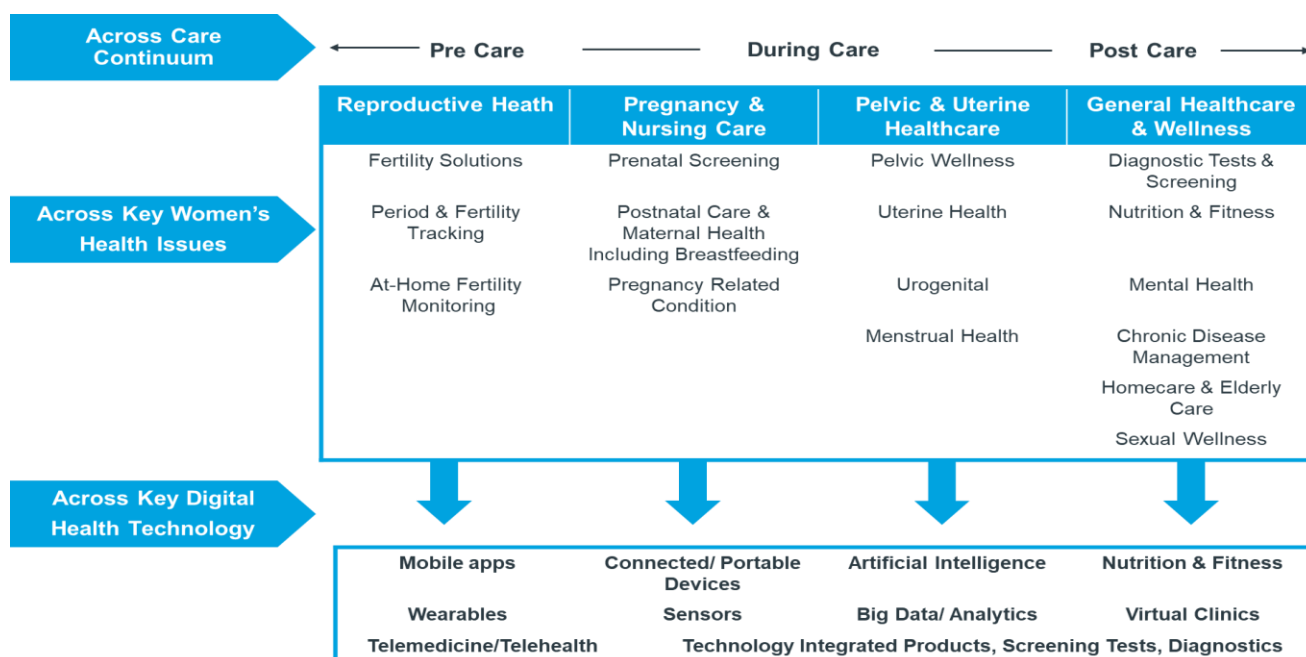 Across Care
Continuum
Pre Care
During Care
Post Care
Reproductive Heath
Pregnancy &
Nursing Care
Pelvic & Uterine
Healthcare
General Healthcare
& Wellness
Across Key Women's
Health Issues
Fertility Solutions
Period & Fertility
Tracking
At-Home Fertility
Monitoring
Prenatal Screening
Postnatal Care &
Maternal Health
Including Breastfeeding
Pregnancy Related
Condition
Pelvic Wellness
Uterine Health
Urogenital
Menstrual Health
Diagnostic Tests &
Screening
Nutrition & Fitness
Mental Health
Chronic Disease
Management
Homecare & Elderly
Care
Sexual Wellness
Across Key Digital
Health Technology
Mobile apps
Connected/ Portable
Devices
Artificial Intelligence
Nutrition & Fitness
Wearables
Sensors
Big Data/ Analytics
Virtual Clinics
Telemedicine/Telehealth
Technology Integrated Products, Screening Tests, Diagnostics